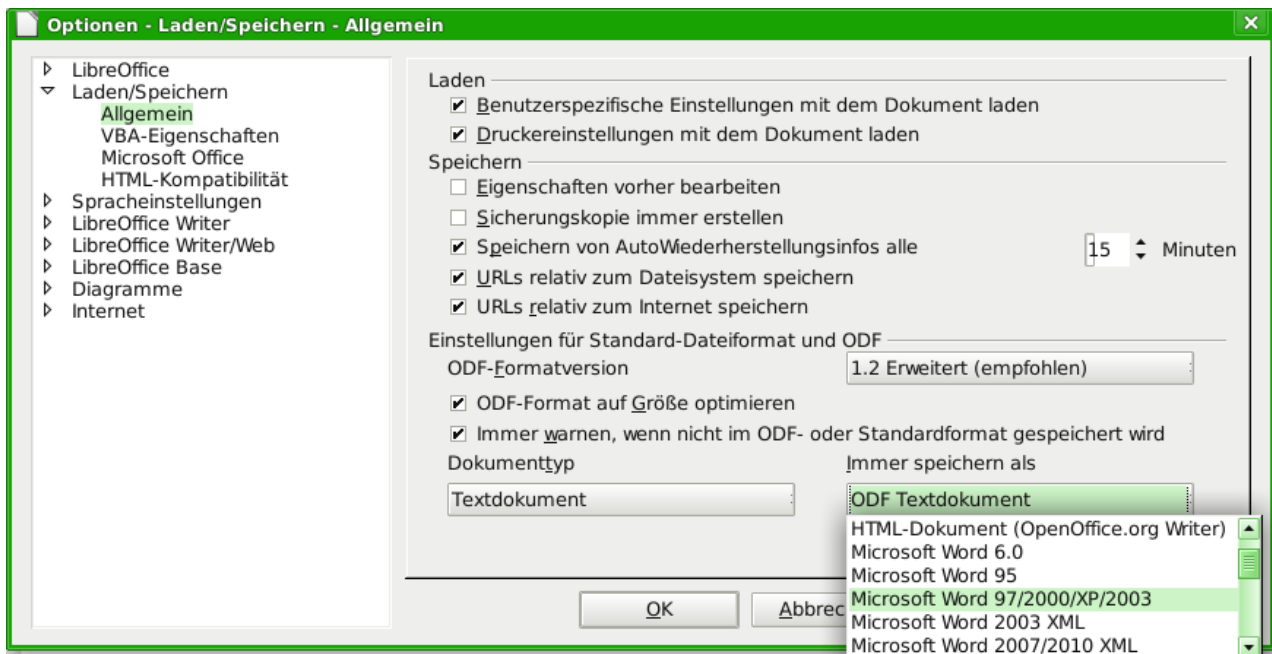 Optionen - Laden/Speichern - Allgemein
LibreOffice
Laden/Speichern
Allgemein
VBA-Eigenschaften
Microsoft Office
HTML-Kompatibilität
Spracheinstellungen
LibreOffice Writer
LibreOffice Writer/Web
LibreOffice Base
Diagramme
Internet
Laden
Benutzerspezifische Einstellungen mit dem Dokument laden
Druckereinstellungen mit dem Dokument laden
Speichern
Eigenschaften vorher bearbeiten
Sicherungskopie immer erstellen
Speichern von AutoWiederherstellungsinfos alle 15 Minuten
URLs relativ zum Dateisystem speichern
URLs relativ zum Internet speichern
Einstellungen für Standard-Dateiformat und ODF
ODF-Formatversion 1.2 Erweitert (empfohlen)
ODF-Format auf Größe optimieren
Immer warnen, wenn nicht im ODF- oder Standardformat gespeichert wird
Dokumenttyp Immer speichern als
Textdokument ODF Textdokument
HTML-Dokument (OpenOffice.org Writer)
Microsoft Word 6.0
Microsoft Word 95
Microsoft Word 97/2000/XP/2003
Microsoft Word 2003 XML
Microsoft Word 2007/2010 XML
OK Abbrec